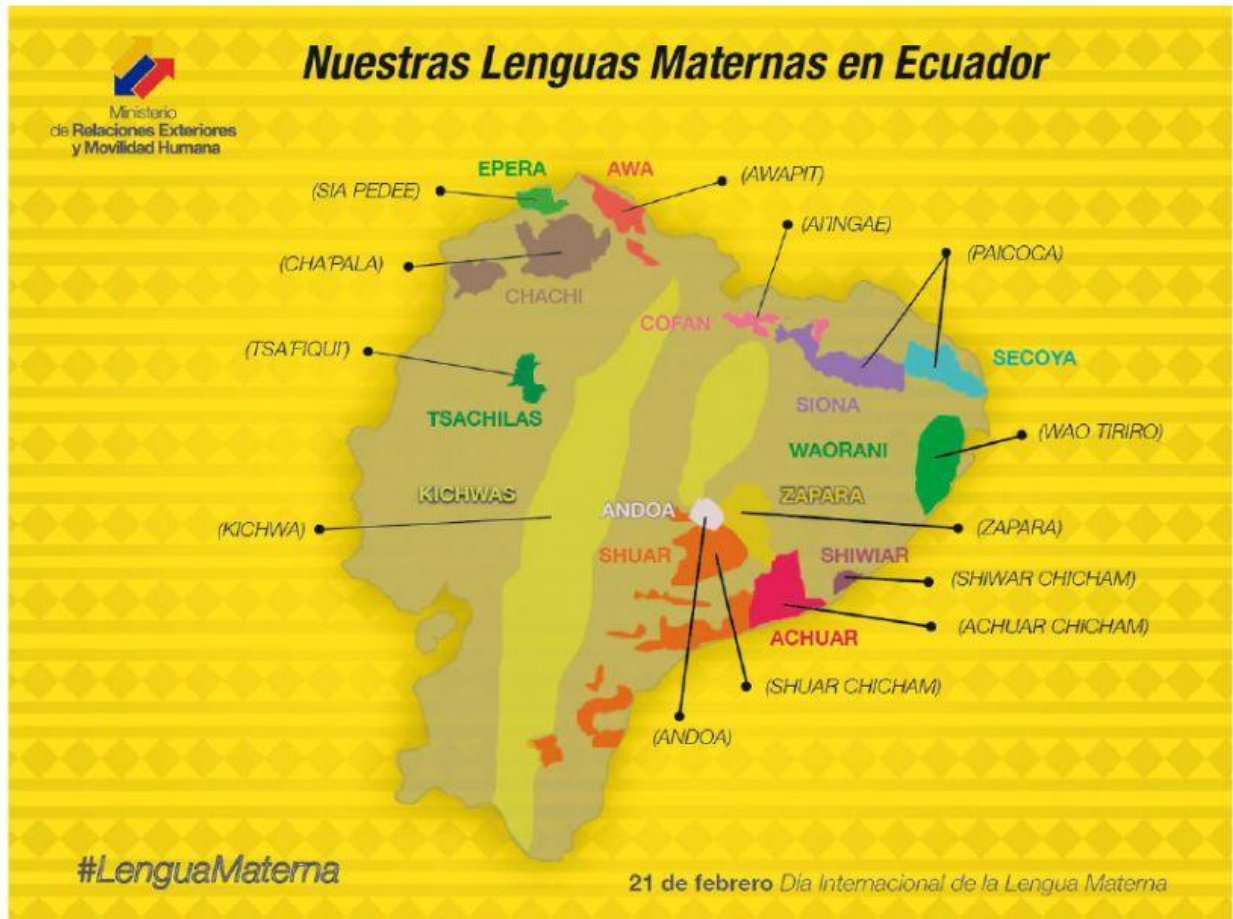 Nuestras Lenguas Maternas en Ecuador
Ministerio
de Relaciones Exteriores
y Movilidad Humana
EPERA
AWA
(SIA PEDEE)
(AWAPIT)
(AI'INGAE)
(CHA'PALA)
(PAICOCA)
CHACHI
COFAN
(TSA'FIQUI')
SECOYA
SIONA
TSACHILAS
(WAO TIRIRO)
WAORANI
KICHWAS
ZAPARA
ANDOA
(KICHWA)
(ZAPARA)
SHUAR
SHIWIAR
(SHIWAR CHICHAM)
(ACHUAR CHICHAM)
ACHUAR
(SHUAR CHICHAM)
(ANDOA)
#LenguaMaterna
21 de febrero Día Internacional de la Lengua Materna